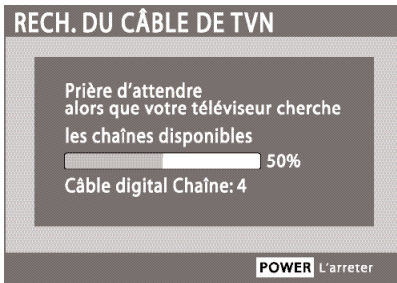 RECH. DU CÂBLE DE TVN
Prière d'attendre
alors que votre téléviseur cherche
les chaînes disponibles
50%
Câble digital Chaîne: 4
POWER L'arreter